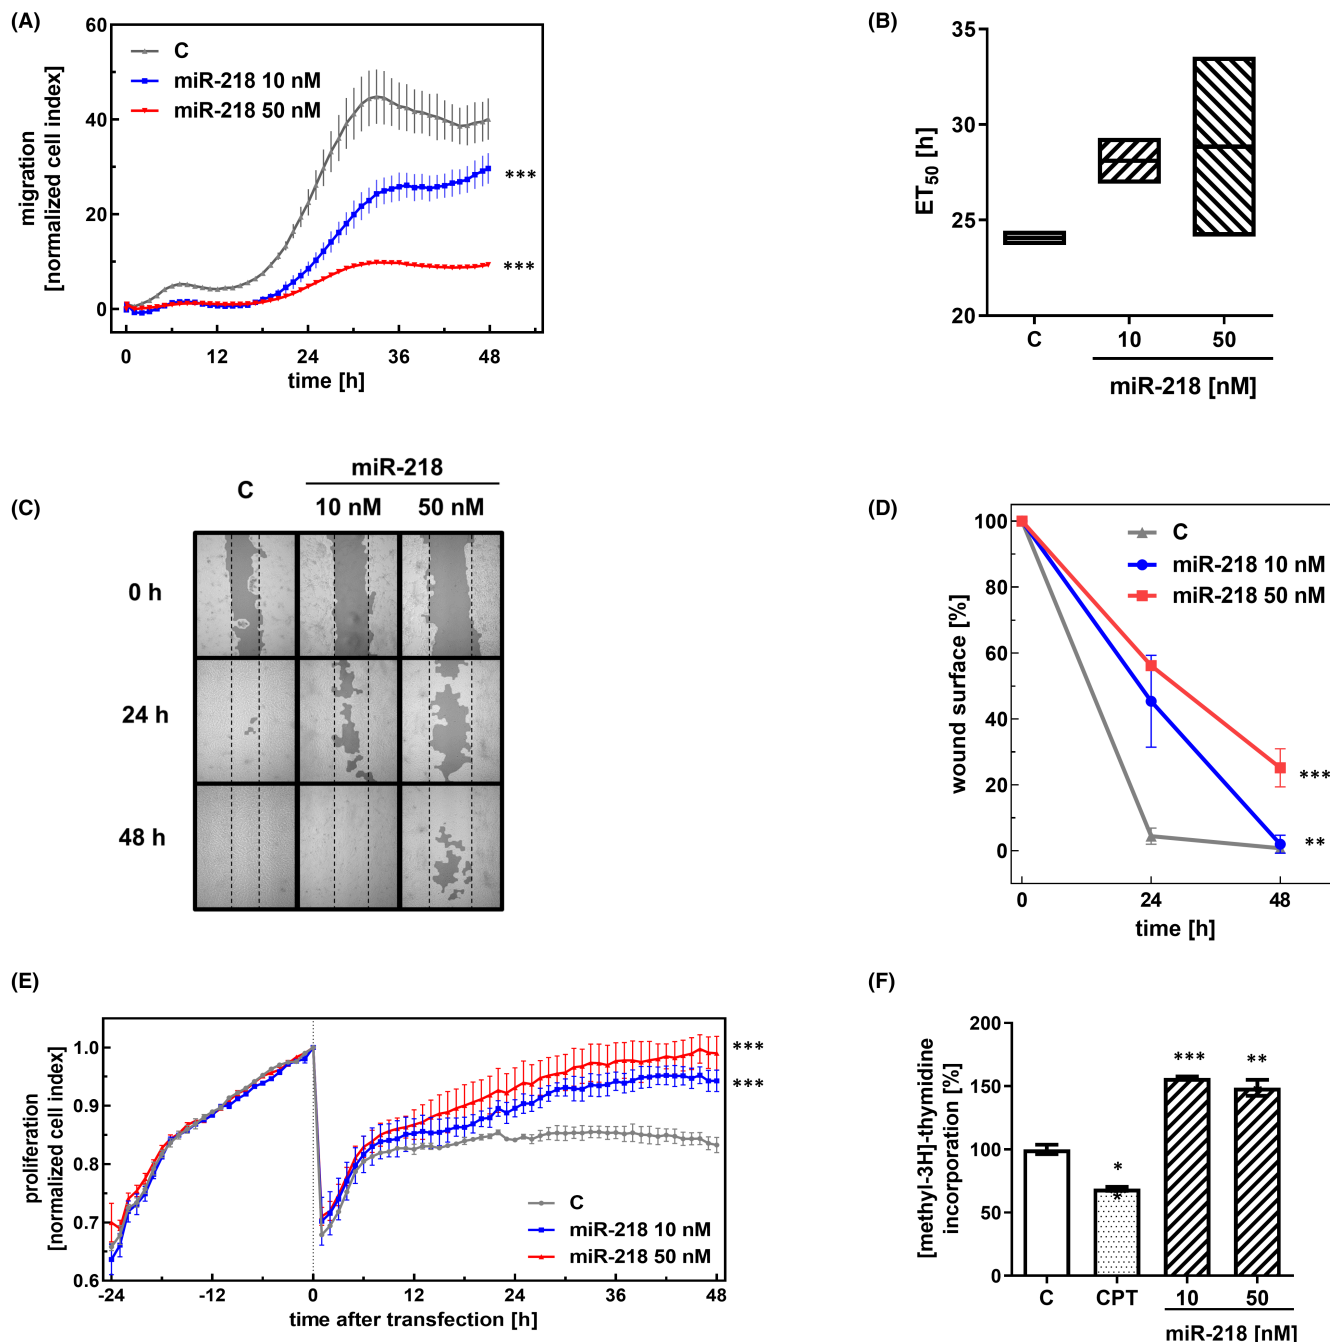 (A)
60
40
20
0
migration
[normalized cell index]
C
miR-218 10 nM
miR-218 50 nM
***
***
0 12 24 36 48
time [h]
(B)
35
30
25
20
ET50 [h]
C 10 50
miR-218 [nM]
(C)
miR-218
C
10 nM 50 nM
0 h
24 h
48 h
(D)
100
80
60
40
20
0
wound surface [%]
C
miR-218 10 nM
miR-218 50 nM
***
**
0 24 48
time [h]
(E)
1.0
0.9
0.8
0.7
0.6
proliferation
[normalized cell index]
***
***
C
miR-218 10 nM
miR-218 50 nM
-24 -12 0 12 24 36 48
time after transfection [h]
(F)
200
150
100
50
0
[methyl-3H]-thymidine
incorporation [%]
*** **
*
*
C CPT 10 50
miR-218 [nM]